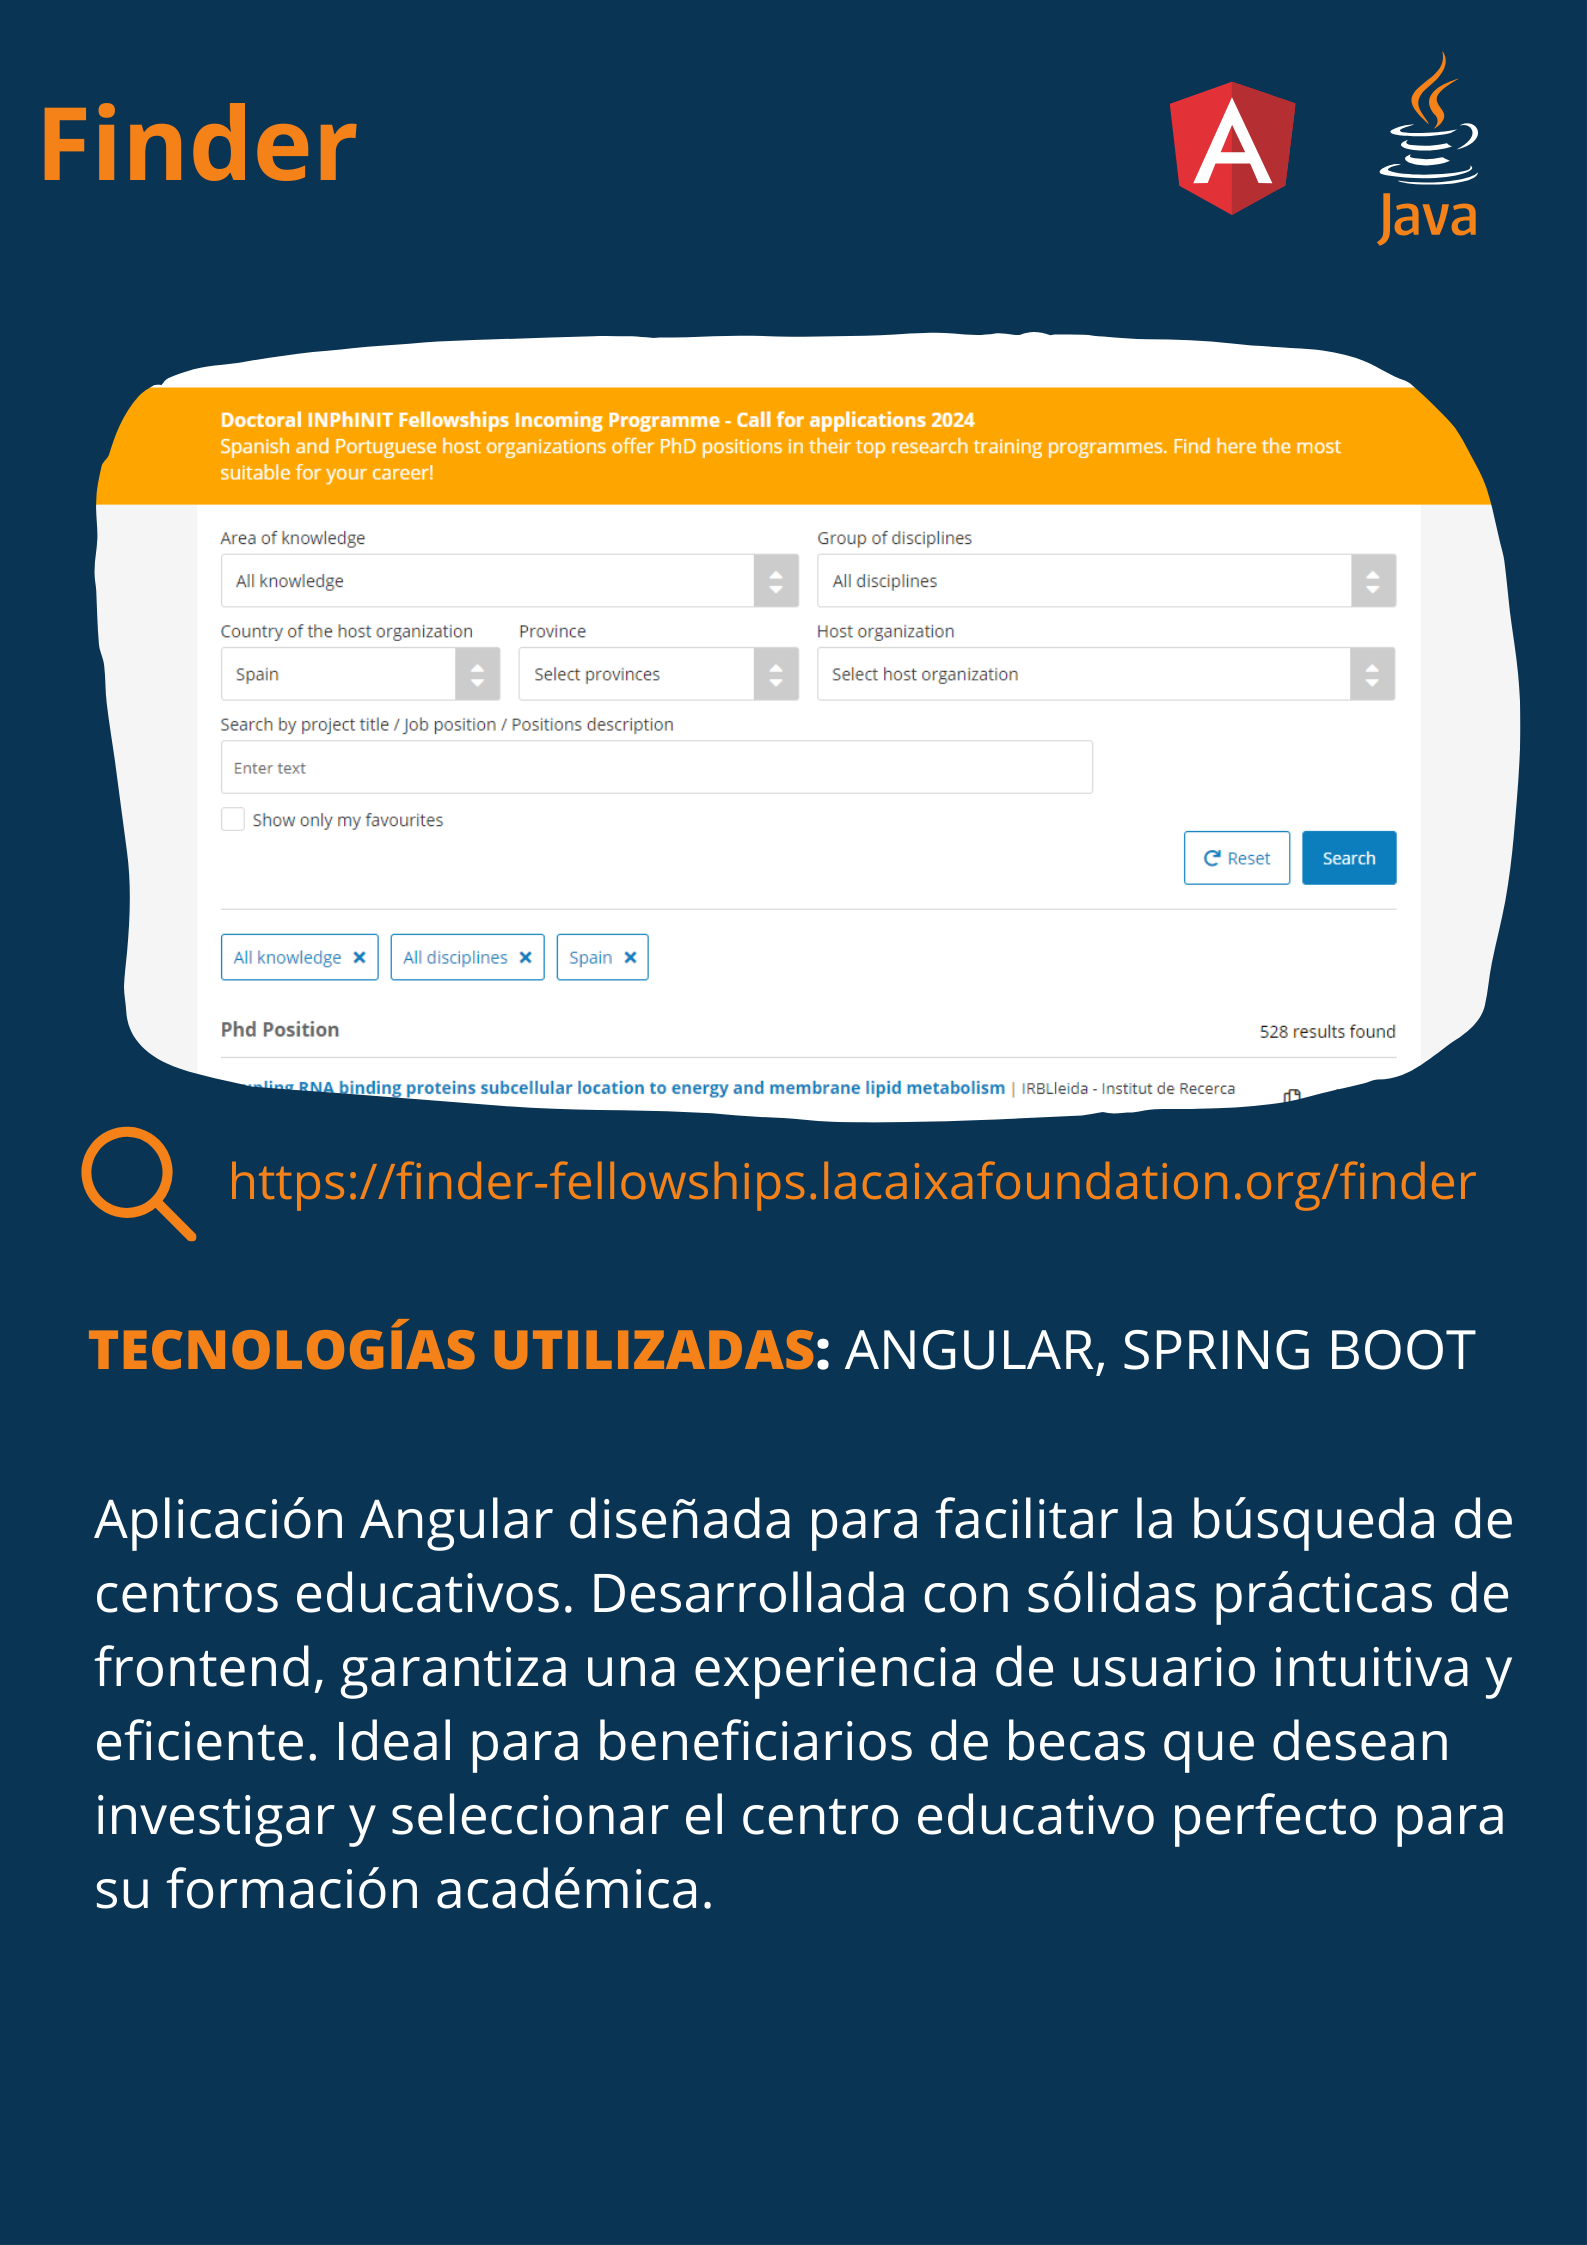 Finder
Java
Doctoral INPhINIT Fellowships Incoming Programme - Call for applications 2024
Spanish and Portuguese host organizations offer PhD positions in their top research training programmes. Find here the most
suitable for your career!
Area of knowledge
Group of disciplines
All knowledge
All disciplines
Country of the host organization
Province
Host organization
Spain
Select provinces
Select host organization
Search by project title / Job position / Positions description
Enter text
Show only my favourites
Reset
Search
All knowledge
All disciplines
Spain
Phd Position
528 results found
RNA binding proteins subcellular location to energy and membrane lipid metabolism | IRBLleida - Institut de Recerca
https://finder-fellowships.lacaixafoundation.org/finder
TECNOLOGÍAS UTILIZADAS: ANGULAR, SPRING BOOT
Aplicación Angular diseñada para facilitar la búsqueda de
centros educativos. Desarrollada con sólidas prácticas de
frontend, garantiza una experiencia de usuario intuitiva y
eficiente. Ideal para beneficiarios de becas que desean
investigar y seleccionar el centro educativo perfecto para
su formación académica.